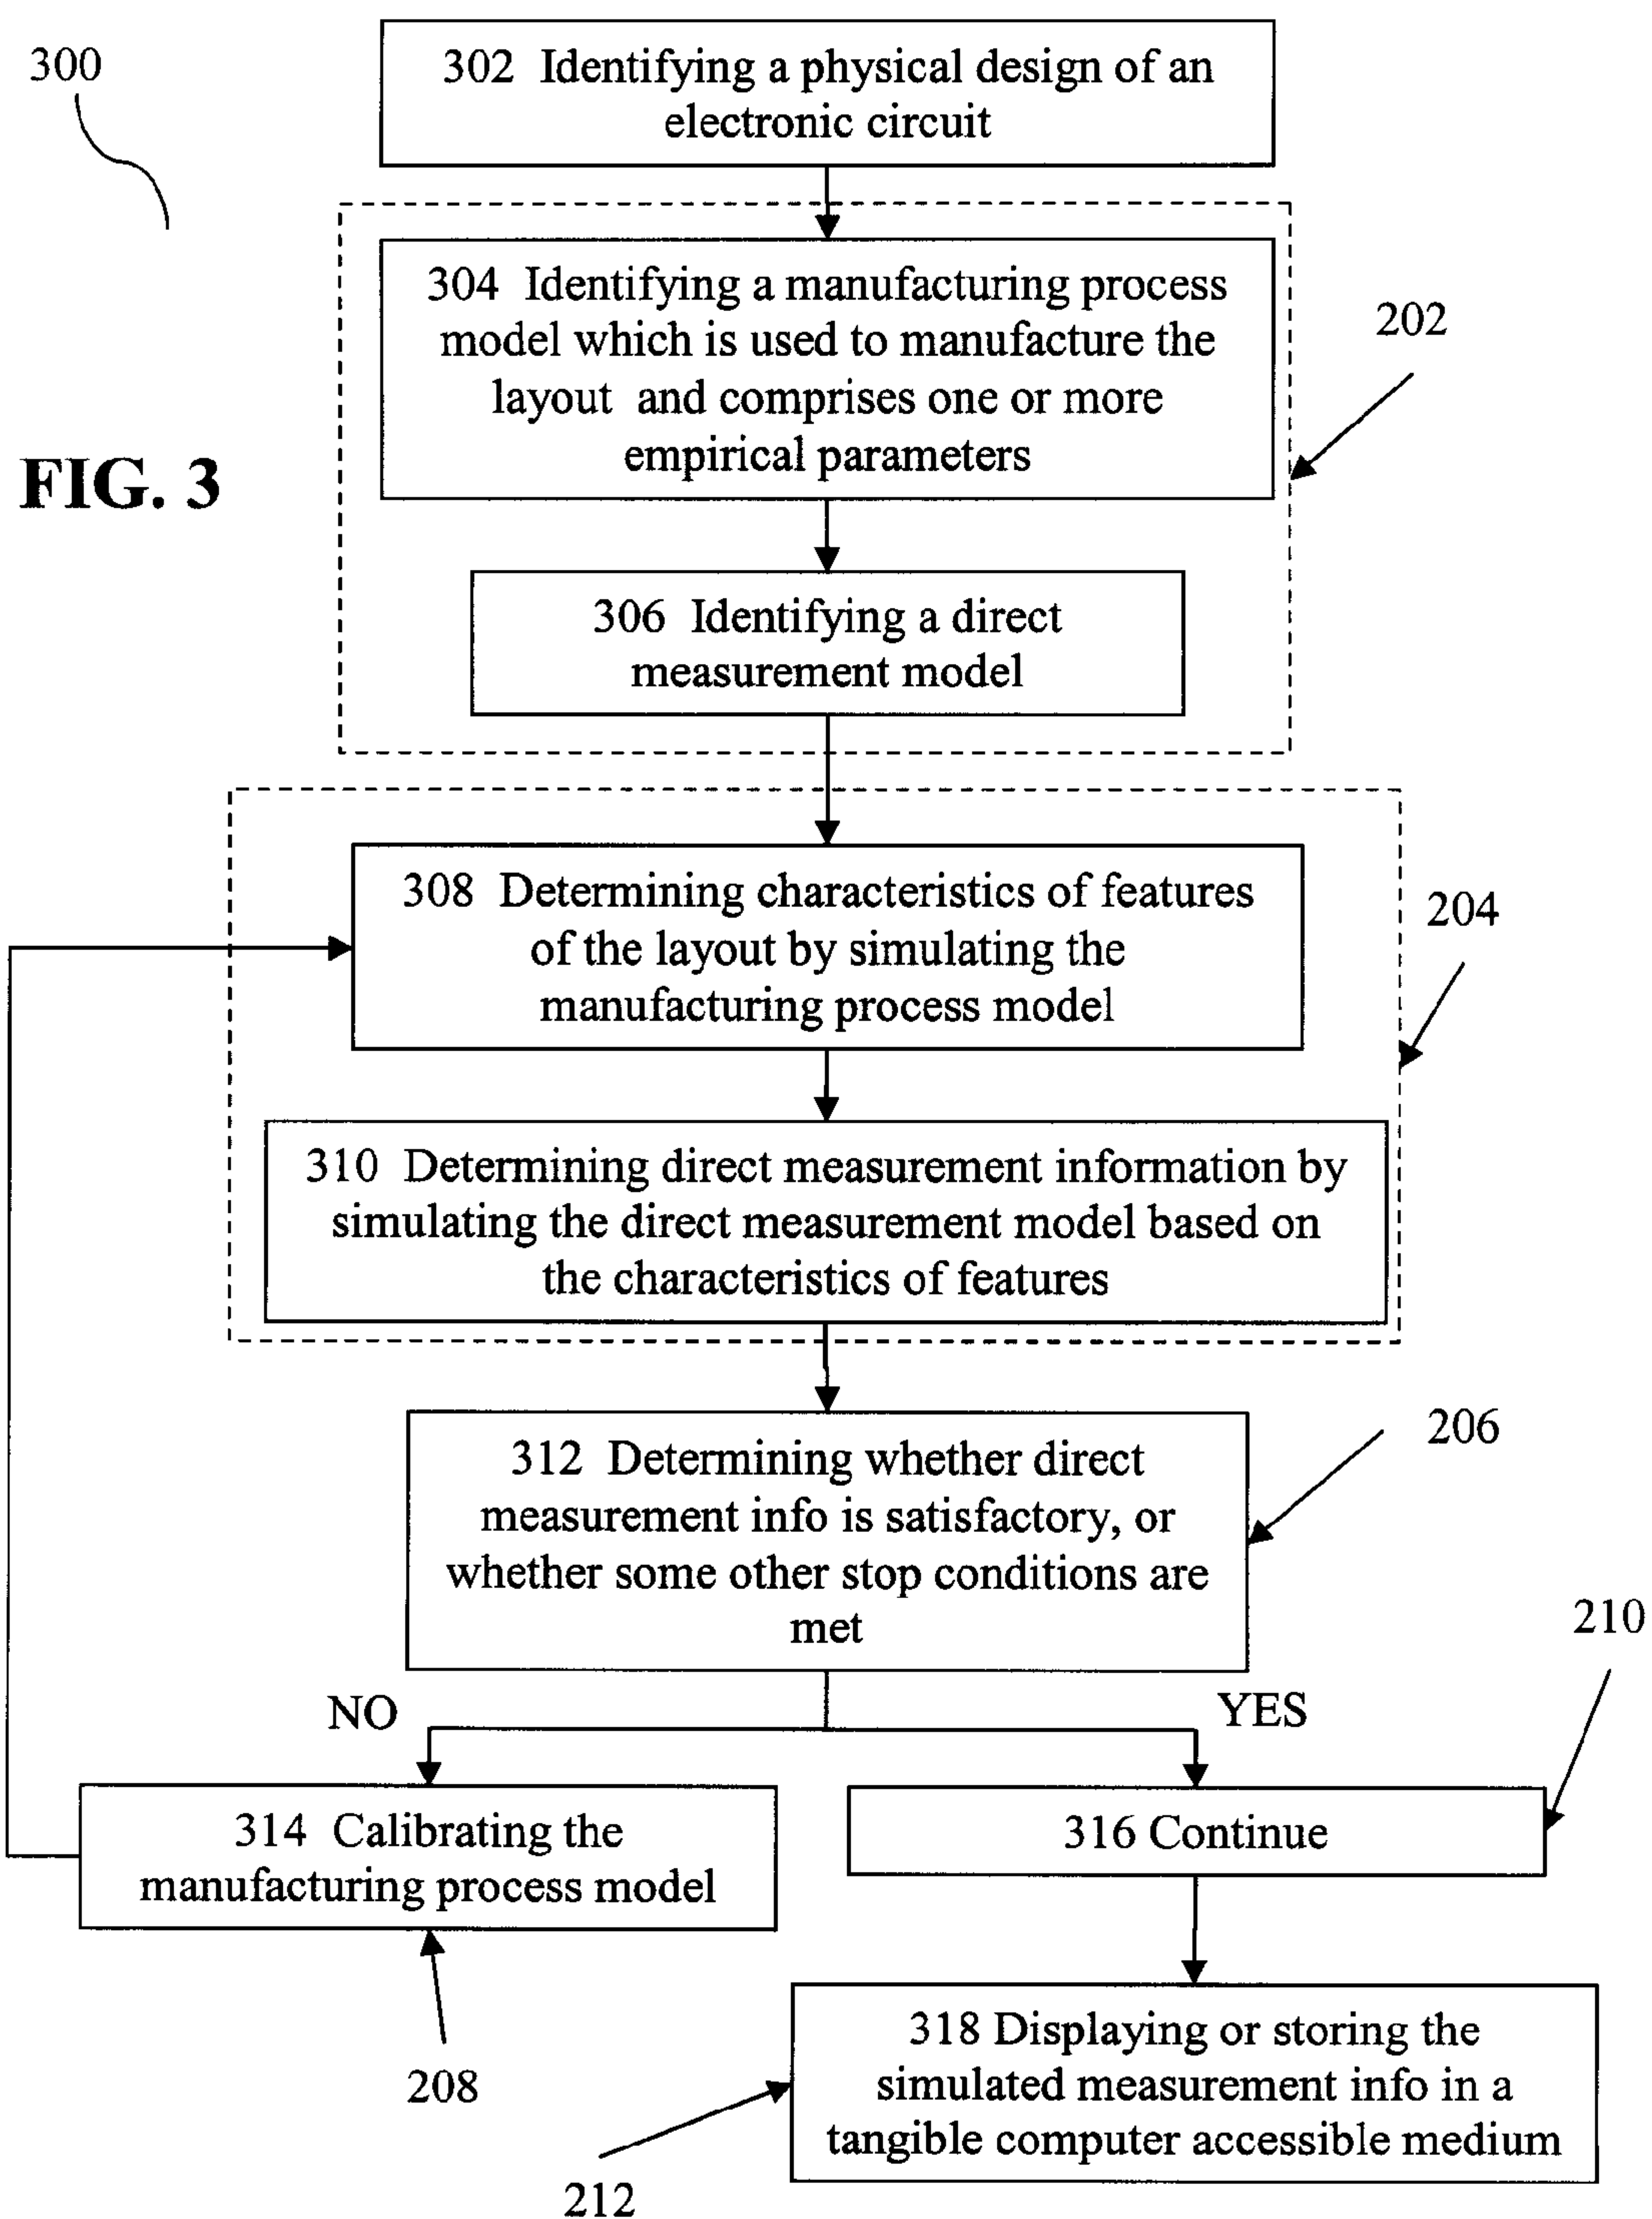 300
302 Identifying a physical design of an
electronic circuit
304 Identifying a manufacturing process
model which is used to manufacture the
layout and comprises one or more
empirical parameters
202
FIG. 3
306 Identifying a direct
measurement model
308 Determining characteristics of features
of the layout by simulating the
manufacturing process model
204
310 Determining direct measurement information by
simulating the direct measurement model based on
the characteristics of features
312 Determining whether direct
measurement info is satisfactory, or
whether some other stop conditions are
met
206
210
NO
YES
314 Calibrating the
manufacturing process model
316 Continue
208
318 Displaying or storing the
simulated measurement info in a
tangible computer accessible medium
212